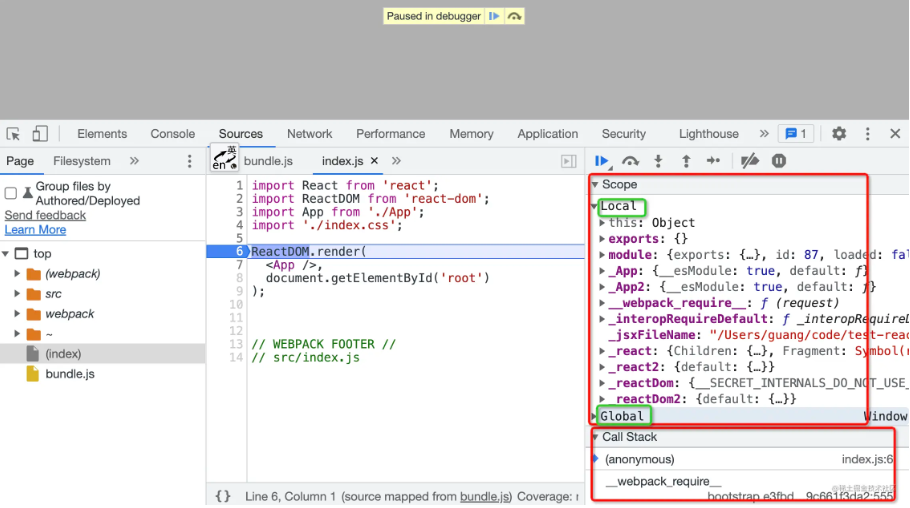 Paused in debugger
Elements Console Sources Network Performance Memory Application Security Lighthouse » 1
Page Filesystem »
英
en
bundle.js index.js × »
Group files by
Authored/Deployed
Send feedback
Learn More
top
(webpack)
src
webpack
~
(index)
bundle.js
1 import React from 'react';
2 import ReactDOM from 'react-dom';
3 import App from './App';
4 import './index.css';
5
6 ReactDOM.render(
7 <App />,
8 document.getElementById('root')
9 );
10
11
12
13 // WEBPACK FOOTER //
14 // src/index.js
{} Line 6, Column 1 (source mapped from bundle.js) Coverage: n
Scope
Local
this: Object
exports: {}
module: {exports: {…}, id: 87, loaded: fal
_App: {__esModule: true, default: ƒ}
_App2: {__esModule: true, default: ƒ}
__webpack_require__: ƒ (request)
_interopRequireDefault: ƒ _interopRequireD
_jsxFileName: "/Users/guang/code/test-reac
_react: {Children: {…}, Fragment: Symbol(r
_react2: {default: {…}}
_reactDom: {__SECRET_INTERNALS_DO_NOT_USE_
_reactDom2: {default: {…}}
Global Window
Call Stack
(anonymous) index.js:6
__webpack_require__
bootstrap e3fbd…9c661f3da2:555
@稀土掘金技术社区